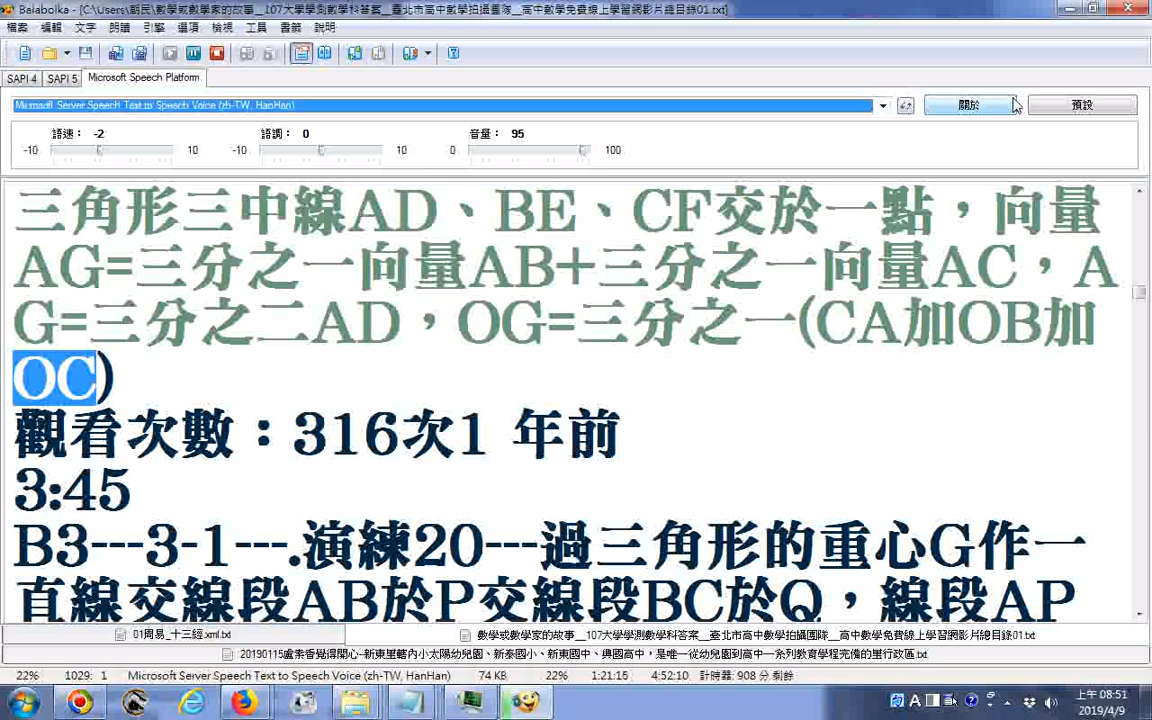 Balabolka - [C:\Users\朝民\數學或數學家的故事__107大學學測數學科答案__臺北市高中數學拍攝團隊__高中數學免費線上學習網影片總目錄01.txt]
檔案 編輯 文字 朗讀 引擎 選項 檢視 工具 書籤 說明
SAPI 4 SAPI 5 Microsoft Speech Platform
Microsoft Server Speech Text to Speech Voice (zh-TW, HanHan) 關於 預設
語速： -2 語調： 0 音量： 95
-10 10 -10 10 0 100
三角形三中線AD、BE、CF交於一點，向量
AG=三分之一向量AB+三分之一向量AC，A
G=三分之二AD，OG=三分之一(CA加OB加
OC)
觀看次數：316次1 年前
3:45
B3---3-1---.演練20---過三角形的重心G作一
直線交線段AB於P交線段BC於Q，線段AP
01周易_十三經.xml.txt 數學或數學家的故事__107大學學測數學科答案__臺北市高中數學拍攝團隊__高中數學免費線上學習網影片總目錄01.txt
20190115盧素香覺得開心--新東里轄內小太陽幼兒園、新泰國小、新東國中、興國高中，是唯一從幼兒園到高中一系列教育學程完備的里行政區.txt
22% 1029: 1 Microsoft Server Speech Text to Speech Voice (zh-TW, HanHan) 74 KB 22% 1:21:15 4:52:10 計時器: 908 分 剩餘
上午 08:51
2019/4/9